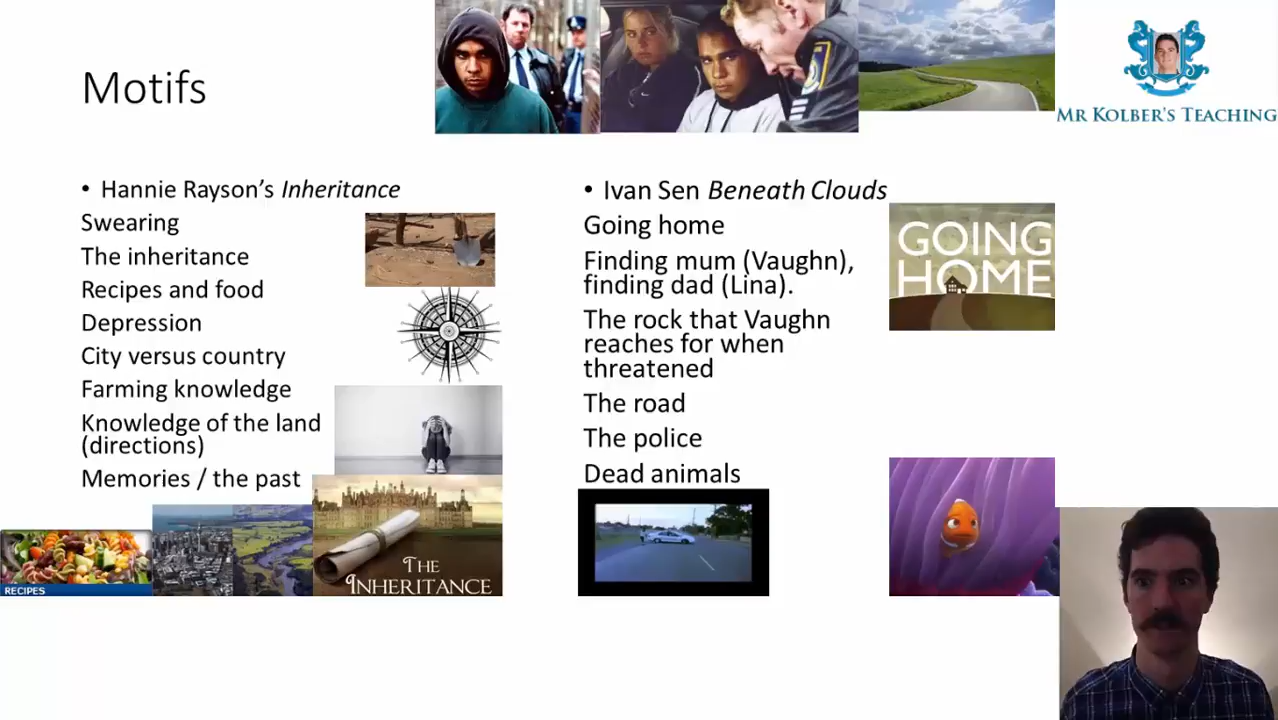 Motifs
MR KOLBER'S TEACHING
• Hannie Rayson's Inheritance
Swearing
The inheritance
Recipes and food
Depression
City versus country
Farming knowledge
Knowledge of the land
(directions)
Memories / the past
RECIPES
THE
INHERITANCE
• Ivan Sen Beneath Clouds
Going home
Finding mum (Vaughn),
finding dad (Lina).
The rock that Vaughn
reaches for when
threatened
The road
The police
Dead animals
GOING
HOME